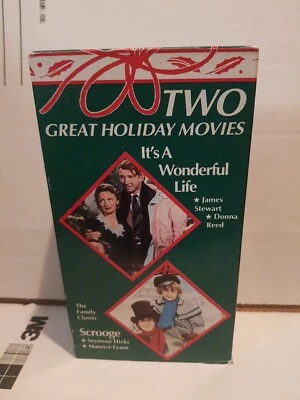 TWO
GREAT HOLIDAY MOVIES
It's A
Wonderful
Life
★ James
Stewart
★ Donna
Reed
The
Family
Classic
Scrooge
★ Seymour Hicks
★ Maurice Evans
3M